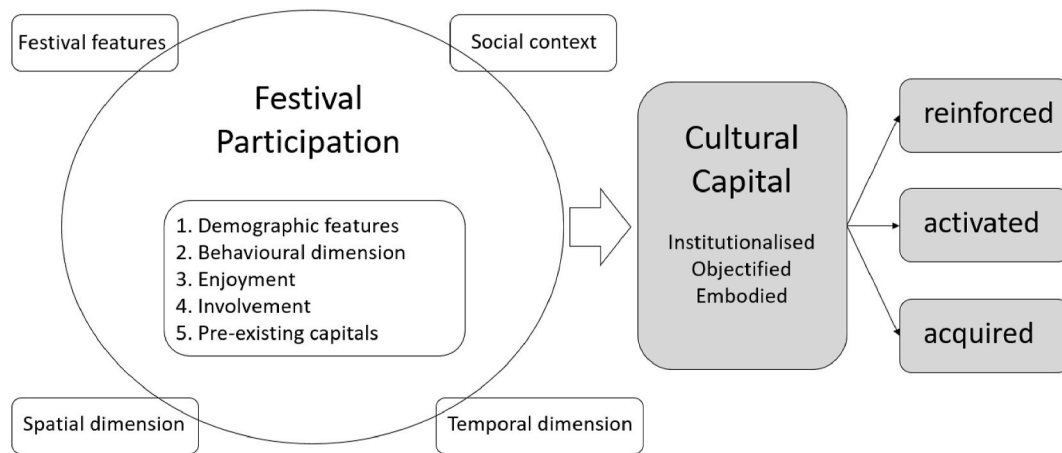 Festival features
Social context
Festival
Participation
1. Demographic features
2. Behavioural dimension
3. Enjoyment
4. Involvement
5. Pre-existing capitals
Spatial dimension
Temporal dimension
Cultural
Capital
Institutionalised
Objectified
Embodied
reinforced
activated
acquired